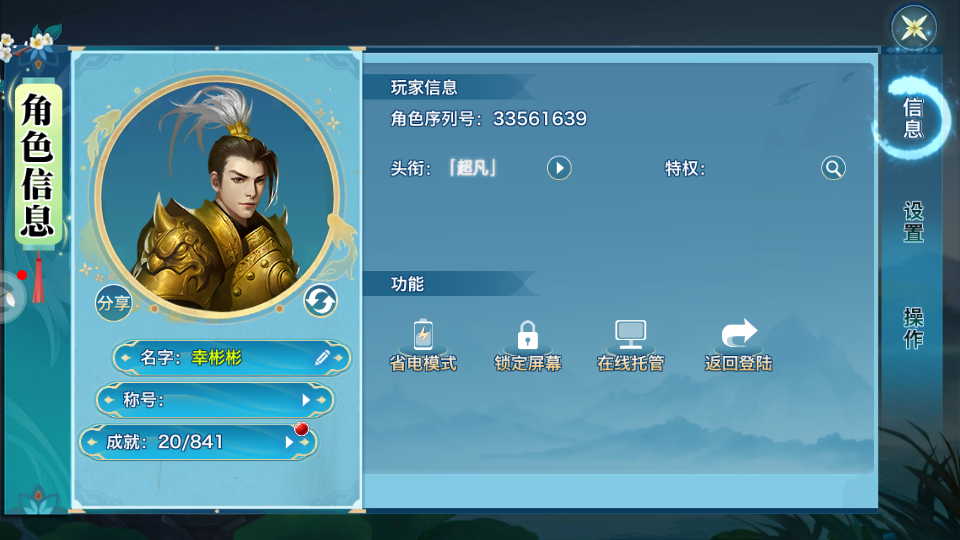 角色信息
分享
名字：幸彬彬
称号：
成就：20/841
玩家信息
角色序列号：33561639
头衔：「超凡」
特权：
功能
省电模式
锁定屏幕
在线托管
返回登陆
信息
设置
操作